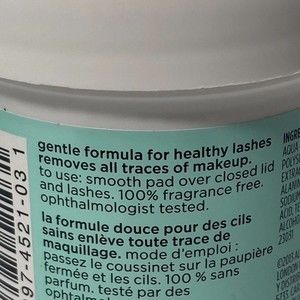 gentle formula for healthy lashes
removes all traces of makeup.
to use: smooth pad over closed lid
and lashes. 100% fragrance free.
ophthalmologist tested.
la formule douce pour des cils
sains enlève toute trace de
maquillage. mode d'emploi :
passez le coussinet sur la paupière
fermée et les cils. 100 % sans
parfum. testé par des
97-4521-03 1
INGR
AQUA